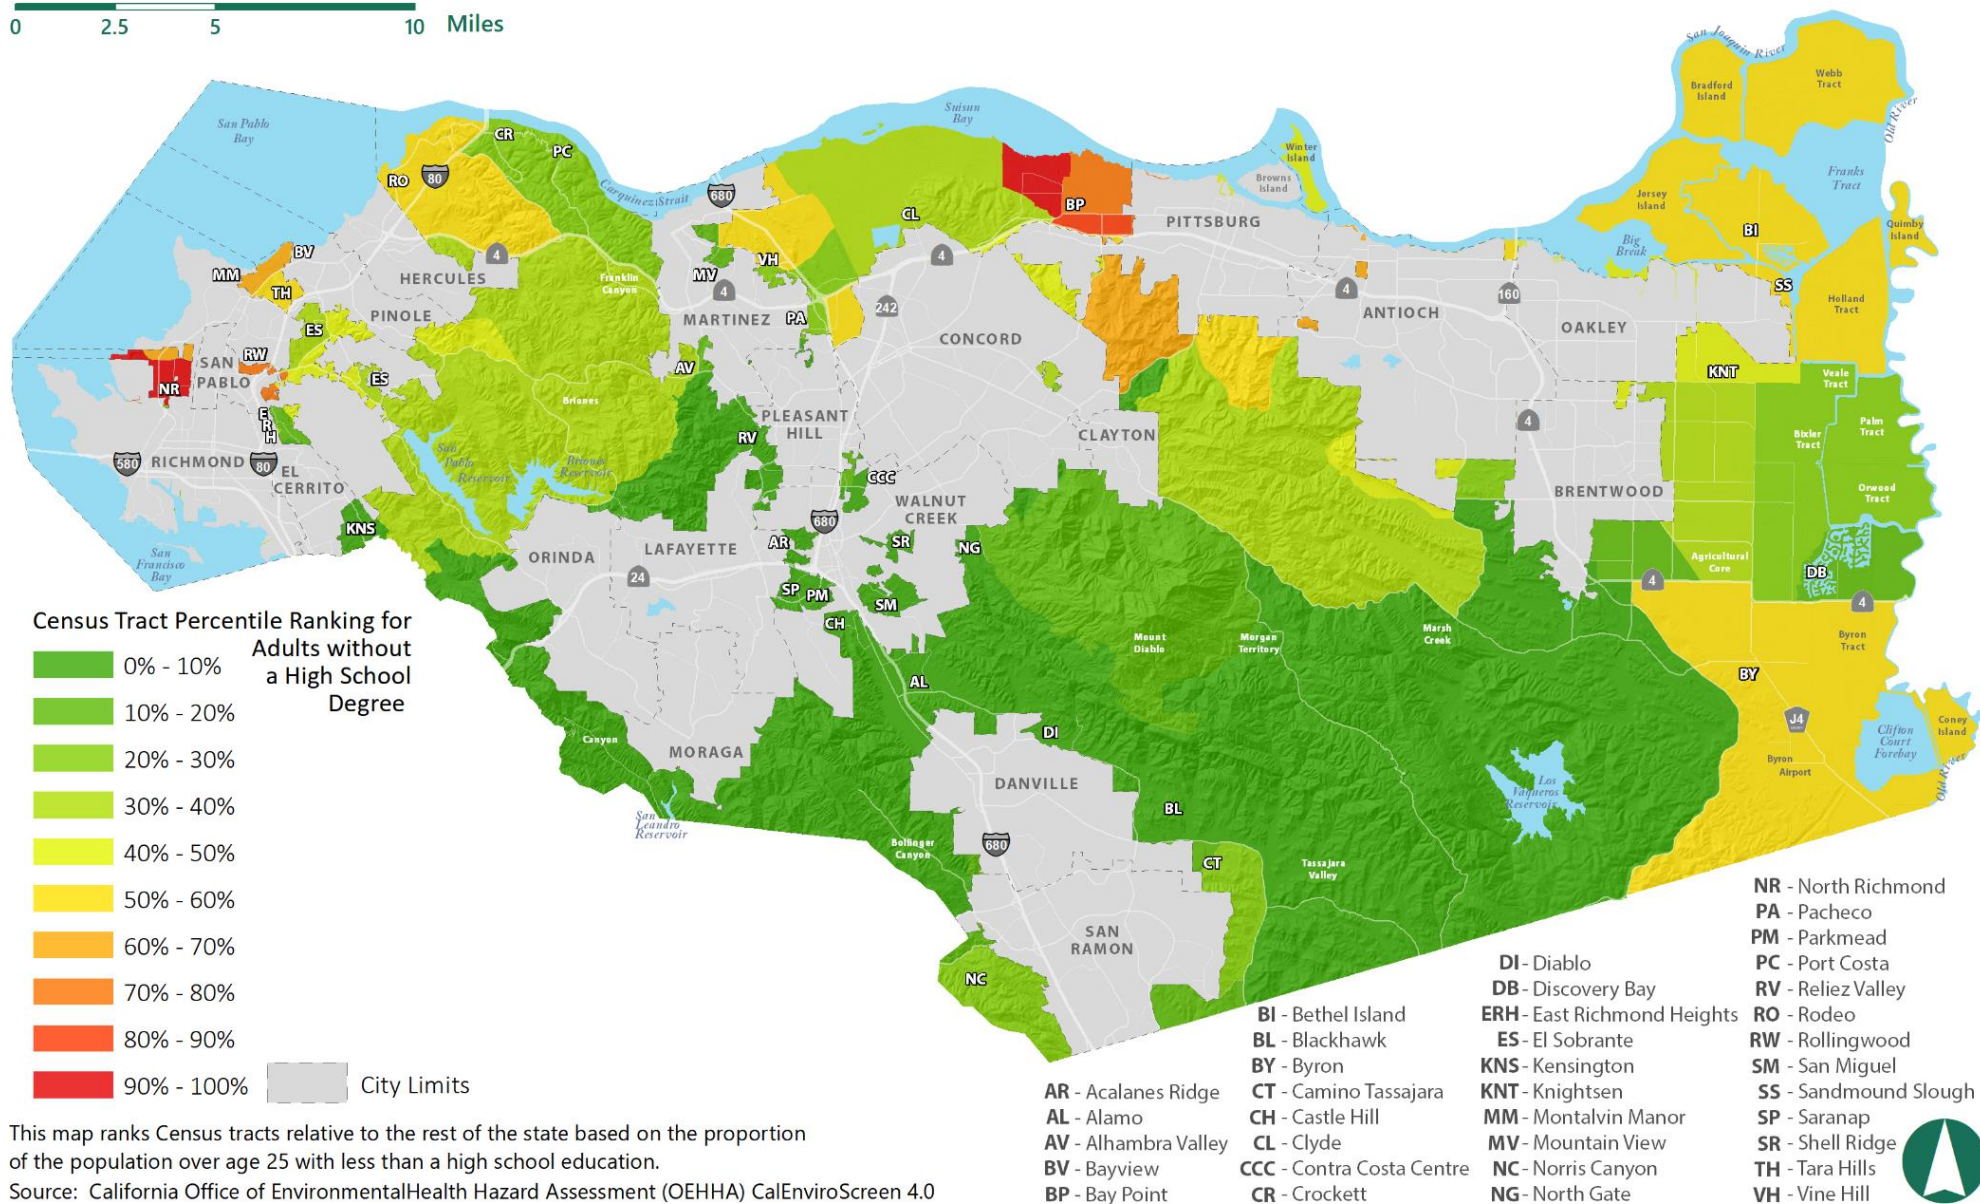 0 2.5 5 10 Miles
San Joaquin River
Bradford
Island
Webb
Tract
Old River
San Pablo
Bay
Suisun
Bay
CR
PC
Winter
Island
Browns
Island
Franks
Tract
RO
80
Carquinez Strait
680
Jersey
Island
BP
CL
PITTSBURG
BI
Quimby
Island
Big
Break
BV
4
HERCULES
MM
TH
Franklin
Canyon
MV
VH
4
4
242
4
160
SS
Holland
Tract
PINOLE
MARTINEZ
PA
CONCORD
ANTIOCH
OAKLEY
ES
RW
SAN
PABLO
NR
ES
AV
KNT
Veale
Tract
Briones
E
R
H
PLEASANT
HILL
RV
CLAYTON
4
Bixler
Tract
Palm
Tract
580
RICHMOND
80
EL
CERRITO
San
Pablo
Reservoir
Briones
Reservoir
CCC
WALNUT
CREEK
BRENTWOOD
Orwood
Tract
KNS
680
San
Francisco
Bay
ORINDA
LAFAYETTE
24
AR
SR
NG
Agricultural
Core
4
DB
4
SP
PM
SM
CH
Mount
Diablo
Morgan
Territory
Marsh
Creek
Byron
Tract
BY
AL
J4
Coney
Island
Clifton
Court
Forebay
Byron
Airport
Old River
Canyon
MORAGA
DI
DANVILLE
Los
Vaqueros
Reservoir
San
Leandro
Reservoir
BL
Bollinger
Canyon
680
CT
Tassajara
Valley
SAN
RAMON
NC
Census Tract Percentile Ranking for
Adults without
a High School
Degree
0% - 10%
10% - 20%
20% - 30%
30% - 40%
40% - 50%
50% - 60%
60% - 70%
70% - 80%
80% - 90%
90% - 100%
City Limits
AR - Acalanes Ridge
AL - Alamo
AV - Alhambra Valley
BV - Bayview
BP - Bay Point
BI - Bethel Island
BL - Blackhawk
BY - Byron
CT - Camino Tassajara
CH - Castle Hill
CL - Clyde
CCC - Contra Costa Centre
CR - Crockett
DI - Diablo
DB - Discovery Bay
ERH - East Richmond Heights
ES - El Sobrante
KNS - Kensington
KNT - Knightsen
MM - Montalvin Manor
MV - Mountain View
NC - Norris Canyon
NG - North Gate
NR - North Richmond
PA - Pacheco
PM - Parkmead
PC - Port Costa
RV - Reliez Valley
RO - Rodeo
RW - Rollingwood
SM - San Miguel
SS - Sandmound Slough
SP - Saranap
SR - Shell Ridge
TH - Tara Hills
VH - Vine Hill
This map ranks Census tracts relative to the rest of the state based on the proportion
of the population over age 25 with less than a high school education.
Source: California Office of EnvironmentalHealth Hazard Assessment (OEHHA) CalEnviroScreen 4.0